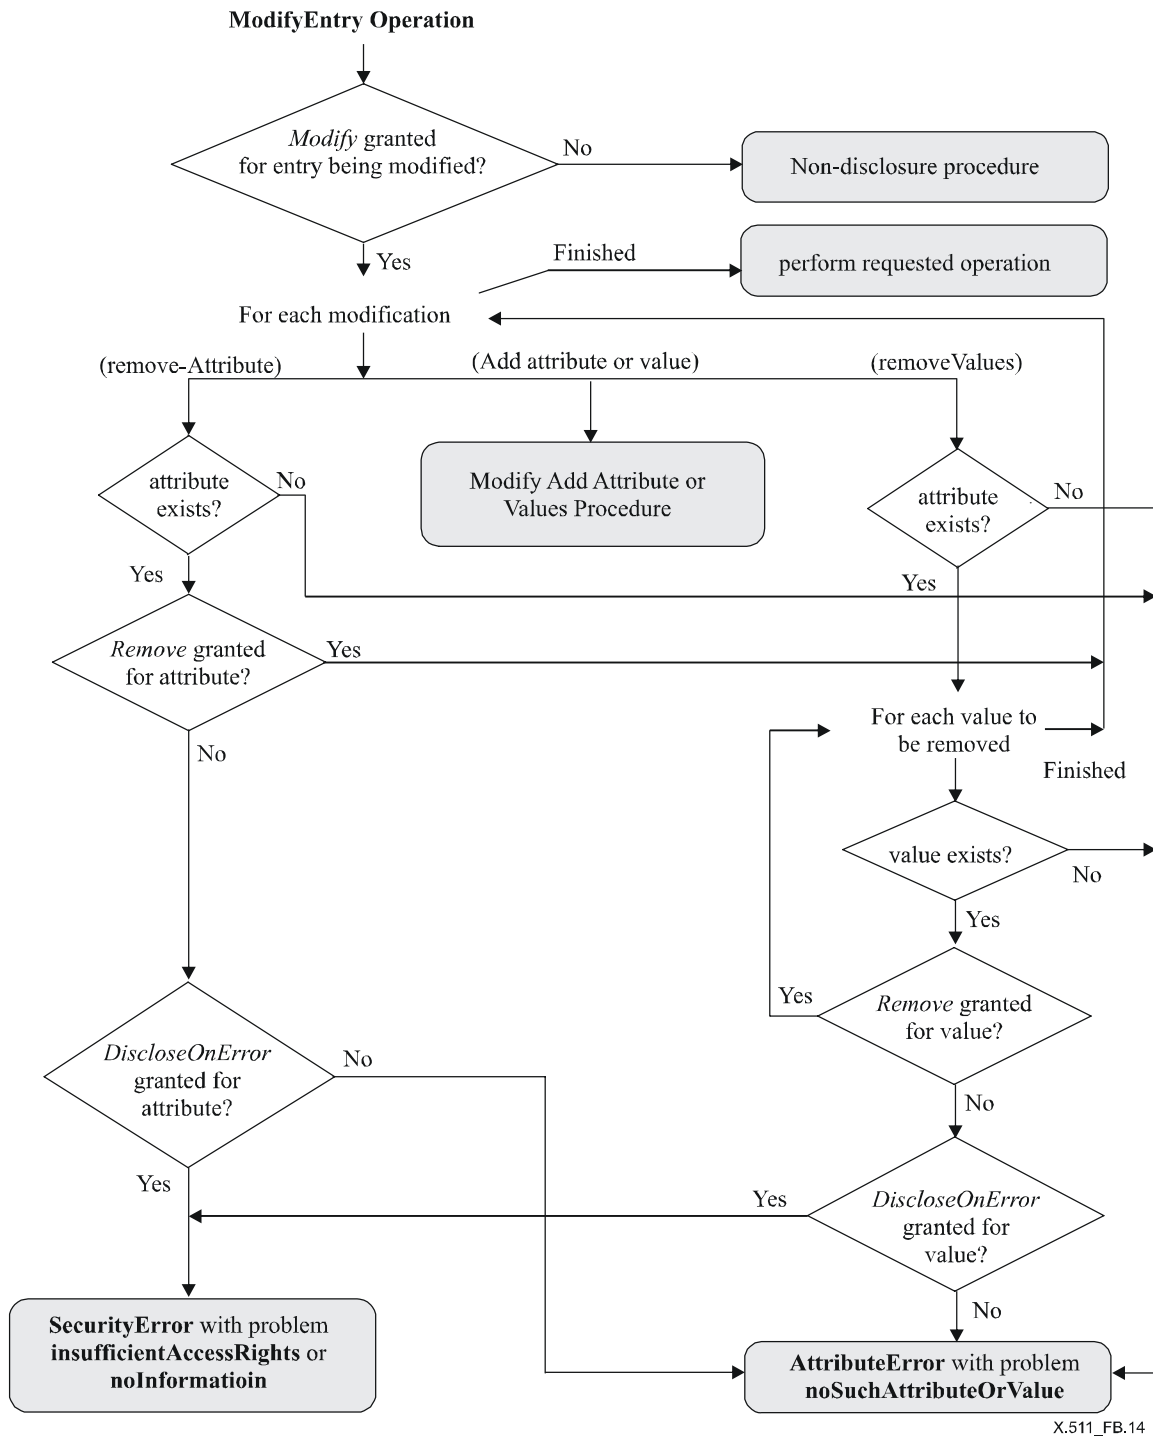 ModifyEntry Operation
Modify granted
for entry being modified?
No
Non-disclosure procedure
Yes
Finished
perform requested operation
For each modification
(remove-Attribute)
(Add attribute or value)
(removeValues)
attribute
exists?
No
Modify Add Attribute or
Values Procedure
attribute
exists?
No
Yes
Yes
Remove granted
for attribute?
Yes
No
For each value to
be removed
Finished
value exists?
No
Yes
Remove granted
for value?
Yes
No
DiscloseOnError
granted for
attribute?
No
Yes
DiscloseOnError
granted for
value?
Yes
No
SecurityError with problem
insufficientAccessRights or
noInformatioin
AttributeError with problem
noSuchAttributeOrValue
X.511_FB.14